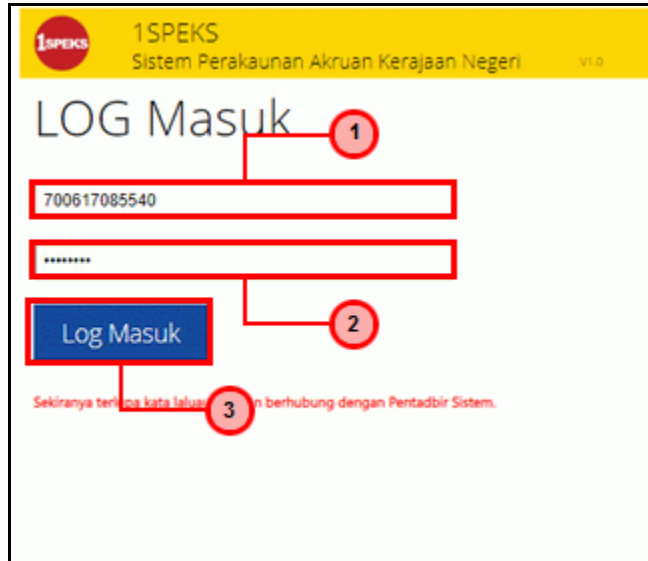 1SPEKS
1SPEKS
Sistem Perakaunan Akruan Kerajaan Negeri V1.0
LOG Masuk
1
700617085540
••••••••
2
Log Masuk
3
Sekiranya terlupa kata laluan berhubung dengan Pentadbir Sistem.